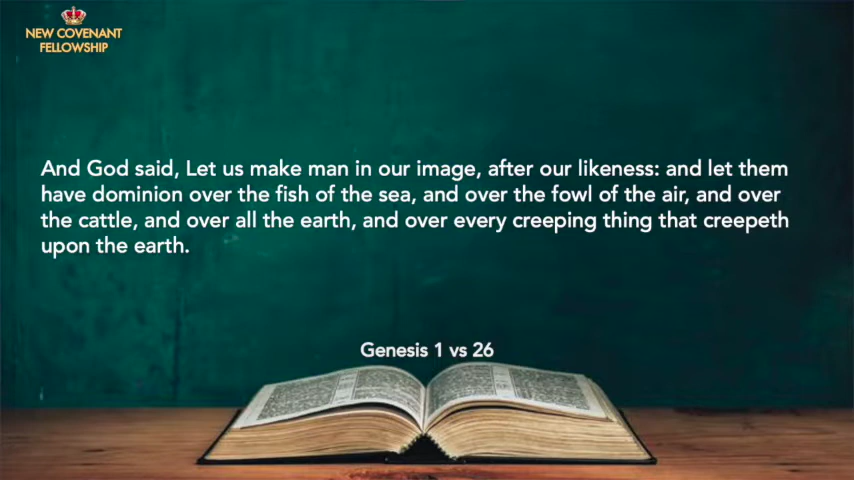 NEW COVENANT
FELLOWSHIP
And God said, Let us make man in our image, after our likeness: and let them
have dominion over the fish of the sea, and over the fowl of the air, and over
the cattle, and over all the earth, and over every creeping thing that creepeth
upon the earth.
Genesis 1 vs 26